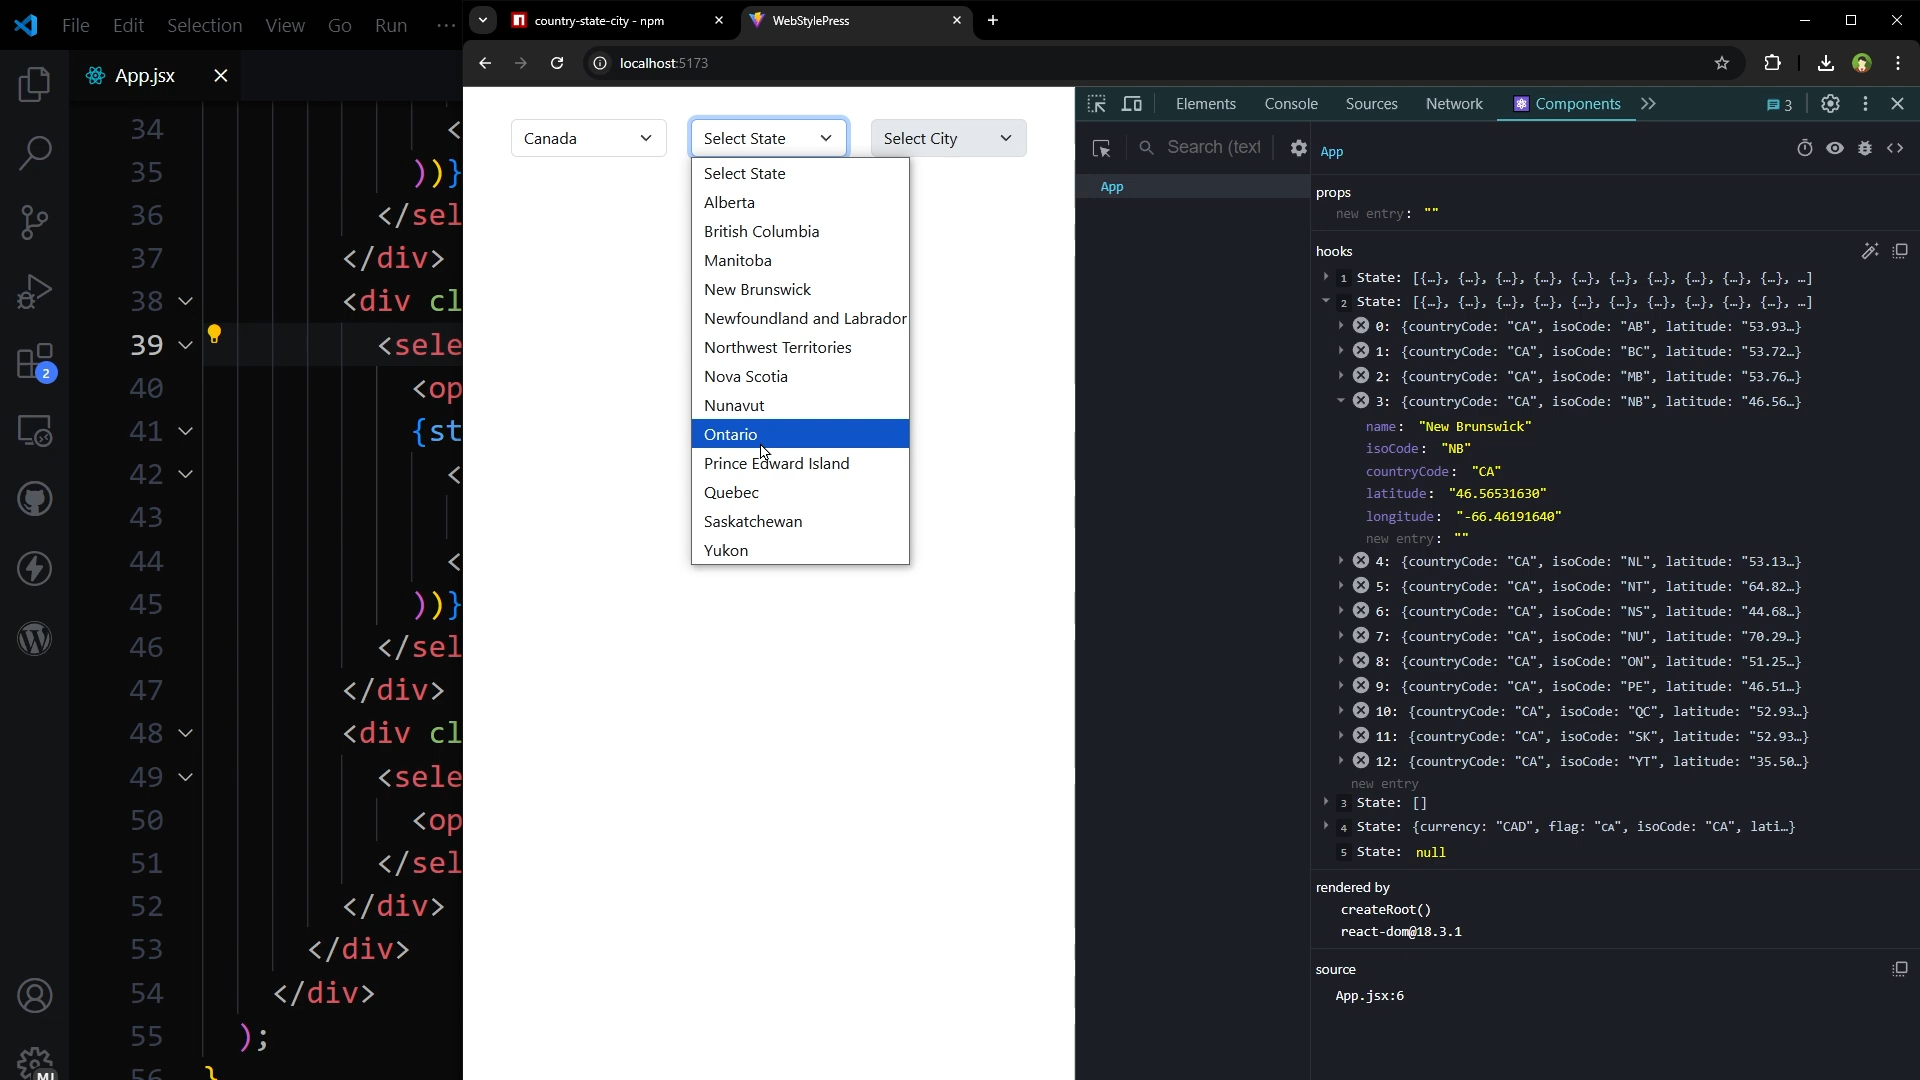 File Edit Selection View Go Run ...
App.jsx
34 <
35 ))}
36 </sel
37 </div>
38 <div cl
39 <sele
40 <op
41 {st
42 <
43
44 <
45 ))}
46 </sel
47 </div>
48 <div cl
49 <sele
50 <op
51 </sel
52 </div>
53 </div>
54 </div>
55 );
56 }
2
MI
country-state-city - npm
WebStylePress
localhost:5173
Canada
Select State
Select City
Select State
Alberta
British Columbia
Manitoba
New Brunswick
Newfoundland and Labrador
Northwest Territories
Nova Scotia
Nunavut
Ontario
Prince Edward Island
Quebec
Saskatchewan
Yukon
Elements Console Sources Network Components 3
Search (text
App
App
props
new entry: ""
hooks
1 State: [{…}, {…}, {…}, {…}, {…}, {…}, {…}, {…}, {…}, {…}, …]
2 State: [{…}, {…}, {…}, {…}, {…}, {…}, {…}, {…}, {…}, {…}, …]
0: {countryCode: "CA", isoCode: "AB", latitude: "53.93…}
1: {countryCode: "CA", isoCode: "BC", latitude: "53.72…}
2: {countryCode: "CA", isoCode: "MB", latitude: "53.76…}
3: {countryCode: "CA", isoCode: "NB", latitude: "46.56…}
name: "New Brunswick"
isoCode: "NB"
countryCode: "CA"
latitude: "46.56531630"
longitude: "-66.46191640"
new entry: ""
4: {countryCode: "CA", isoCode: "NL", latitude: "53.13…}
5: {countryCode: "CA", isoCode: "NT", latitude: "64.82…}
6: {countryCode: "CA", isoCode: "NS", latitude: "44.68…}
7: {countryCode: "CA", isoCode: "NU", latitude: "70.29…}
8: {countryCode: "CA", isoCode: "ON", latitude: "51.25…}
9: {countryCode: "CA", isoCode: "PE", latitude: "46.51…}
10: {countryCode: "CA", isoCode: "QC", latitude: "52.93…}
11: {countryCode: "CA", isoCode: "SK", latitude: "52.93…}
12: {countryCode: "CA", isoCode: "YT", latitude: "35.50…}
new entry
3 State: []
4 State: {currency: "CAD", flag: "ᴄᴀ", isoCode: "CA", lati…}
5 State: null
rendered by
createRoot()
react-dom@18.3.1
source
App.jsx:6